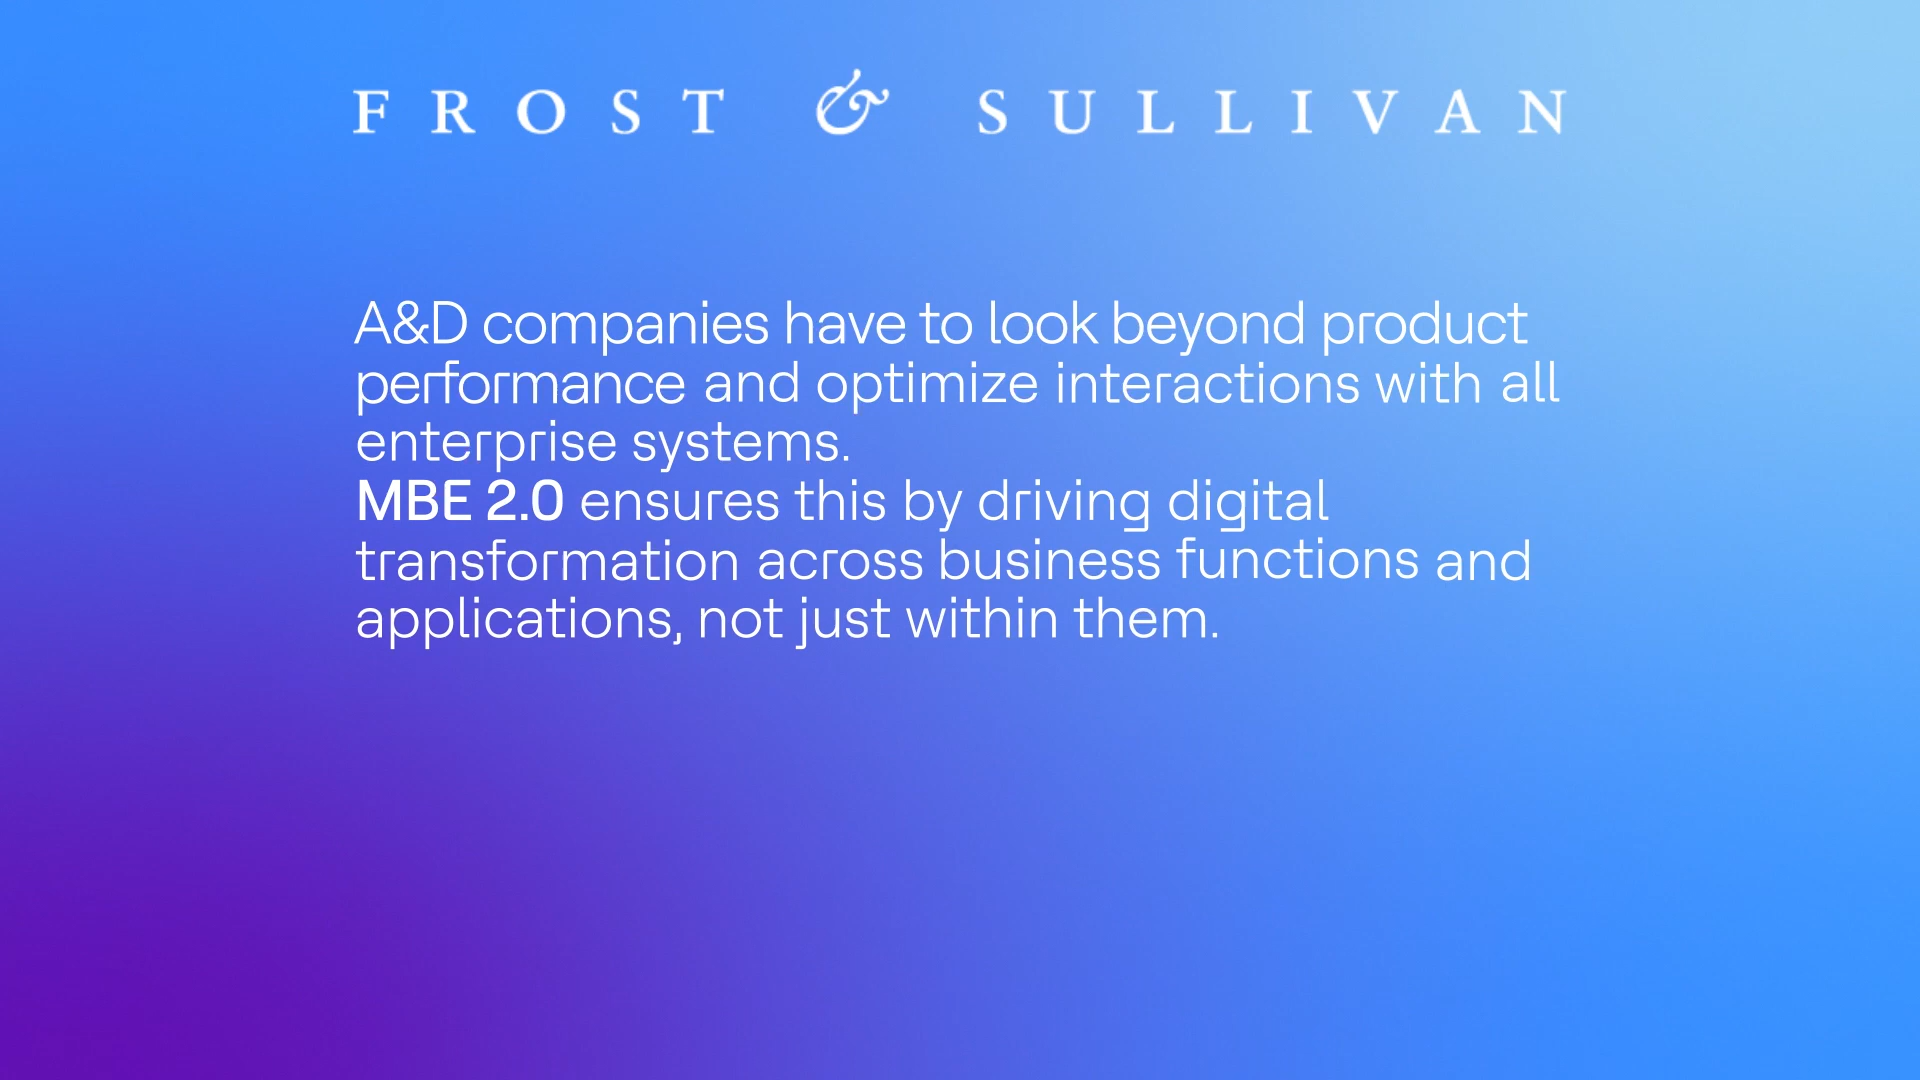 FROST & SULLIVAN
A&D companies have to look beyond product
performance and optimize interactions with all
enterprise systems.
MBE 2.0 ensures this by driving digital
transformation across business functions and
applications, not just within them.